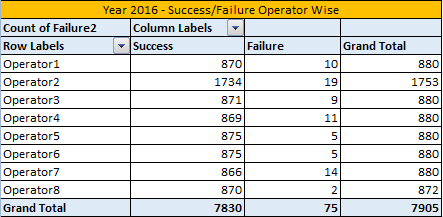 Year 2016 - Success/Failure Operator Wise
Count of Failure2 Column Labels
Row Labels Success Failure Grand Total
Operator1 870 10 880
Operator2 1734 19 1753
Operator3 871 9 880
Operator4 869 11 880
Operator5 875 5 880
Operator6 875 5 880
Operator7 866 14 880
Operator8 870 2 872
Grand Total 7830 75 7905